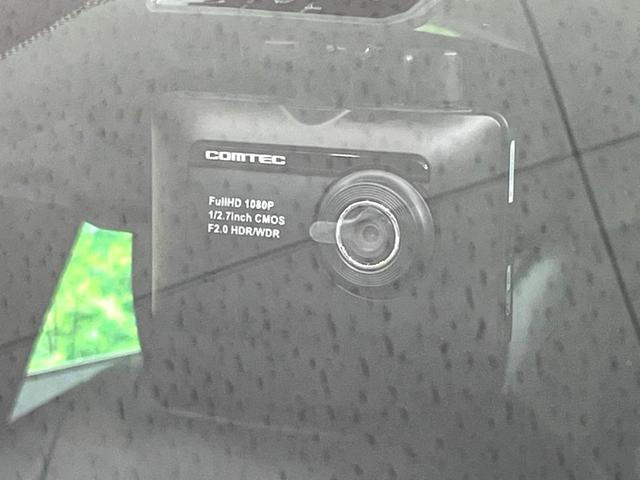 COMTEC
FullHD 1080P
1/2.7inch CMOS
F2.0 HDR/WDR